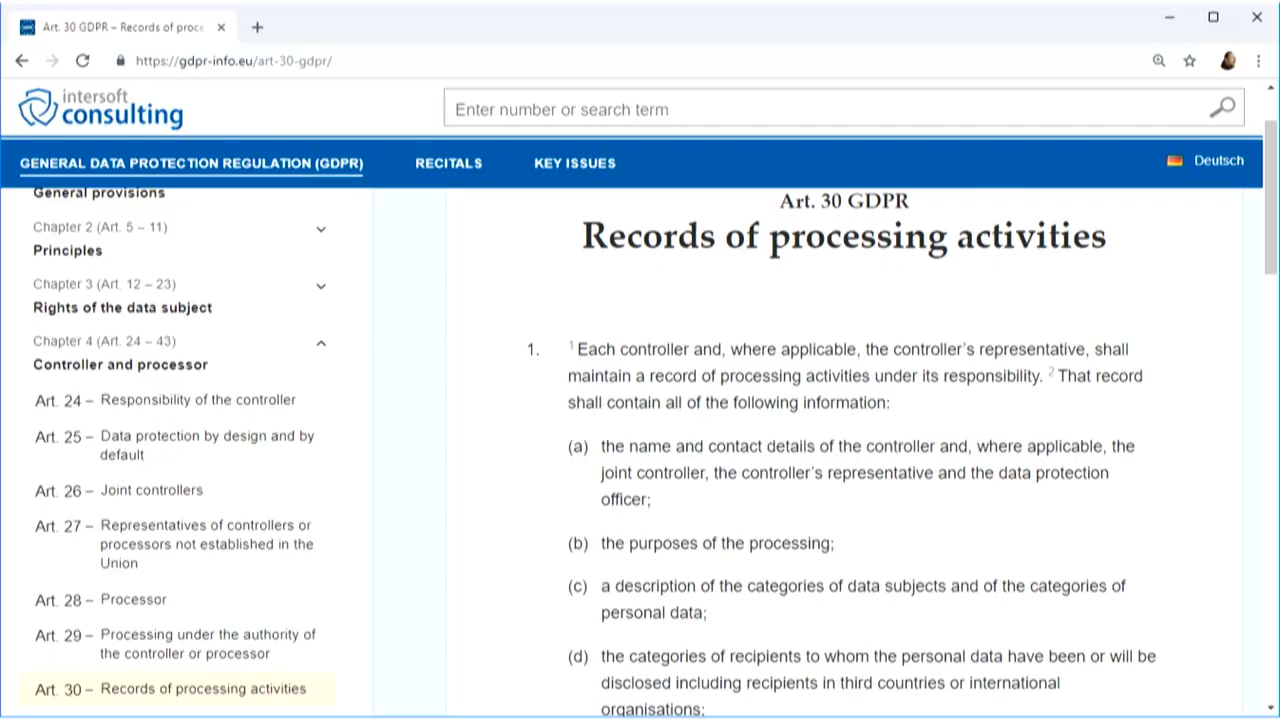 Art. 30 GDPR – Records of proce
https://gdpr-info.eu/art-30-gdpr/
intersoft
consulting
Enter number or search term
GENERAL DATA PROTECTION REGULATION (GDPR)
RECITALS
KEY ISSUES
Deutsch
General provisions
Chapter 2 (Art. 5 – 11)
Principles
Chapter 3 (Art. 12 – 23)
Rights of the data subject
Chapter 4 (Art. 24 – 43)
Controller and processor
Art. 24 – Responsibility of the controller
Art. 25 – Data protection by design and by
default
Art. 26 – Joint controllers
Art. 27 – Representatives of controllers or
processors not established in the
Union
Art. 28 – Processor
Art. 29 – Processing under the authority of
the controller or processor
Art. 30 – Records of processing activities
Art. 30 GDPR
Records of processing activities
1. 1 Each controller and, where applicable, the controller's representative, shall
maintain a record of processing activities under its responsibility. 2 That record
shall contain all of the following information:
(a) the name and contact details of the controller and, where applicable, the
joint controller, the controller's representative and the data protection
officer;
(b) the purposes of the processing;
(c) a description of the categories of data subjects and of the categories of
personal data;
(d) the categories of recipients to whom the personal data have been or will be
disclosed including recipients in third countries or international
organisations;